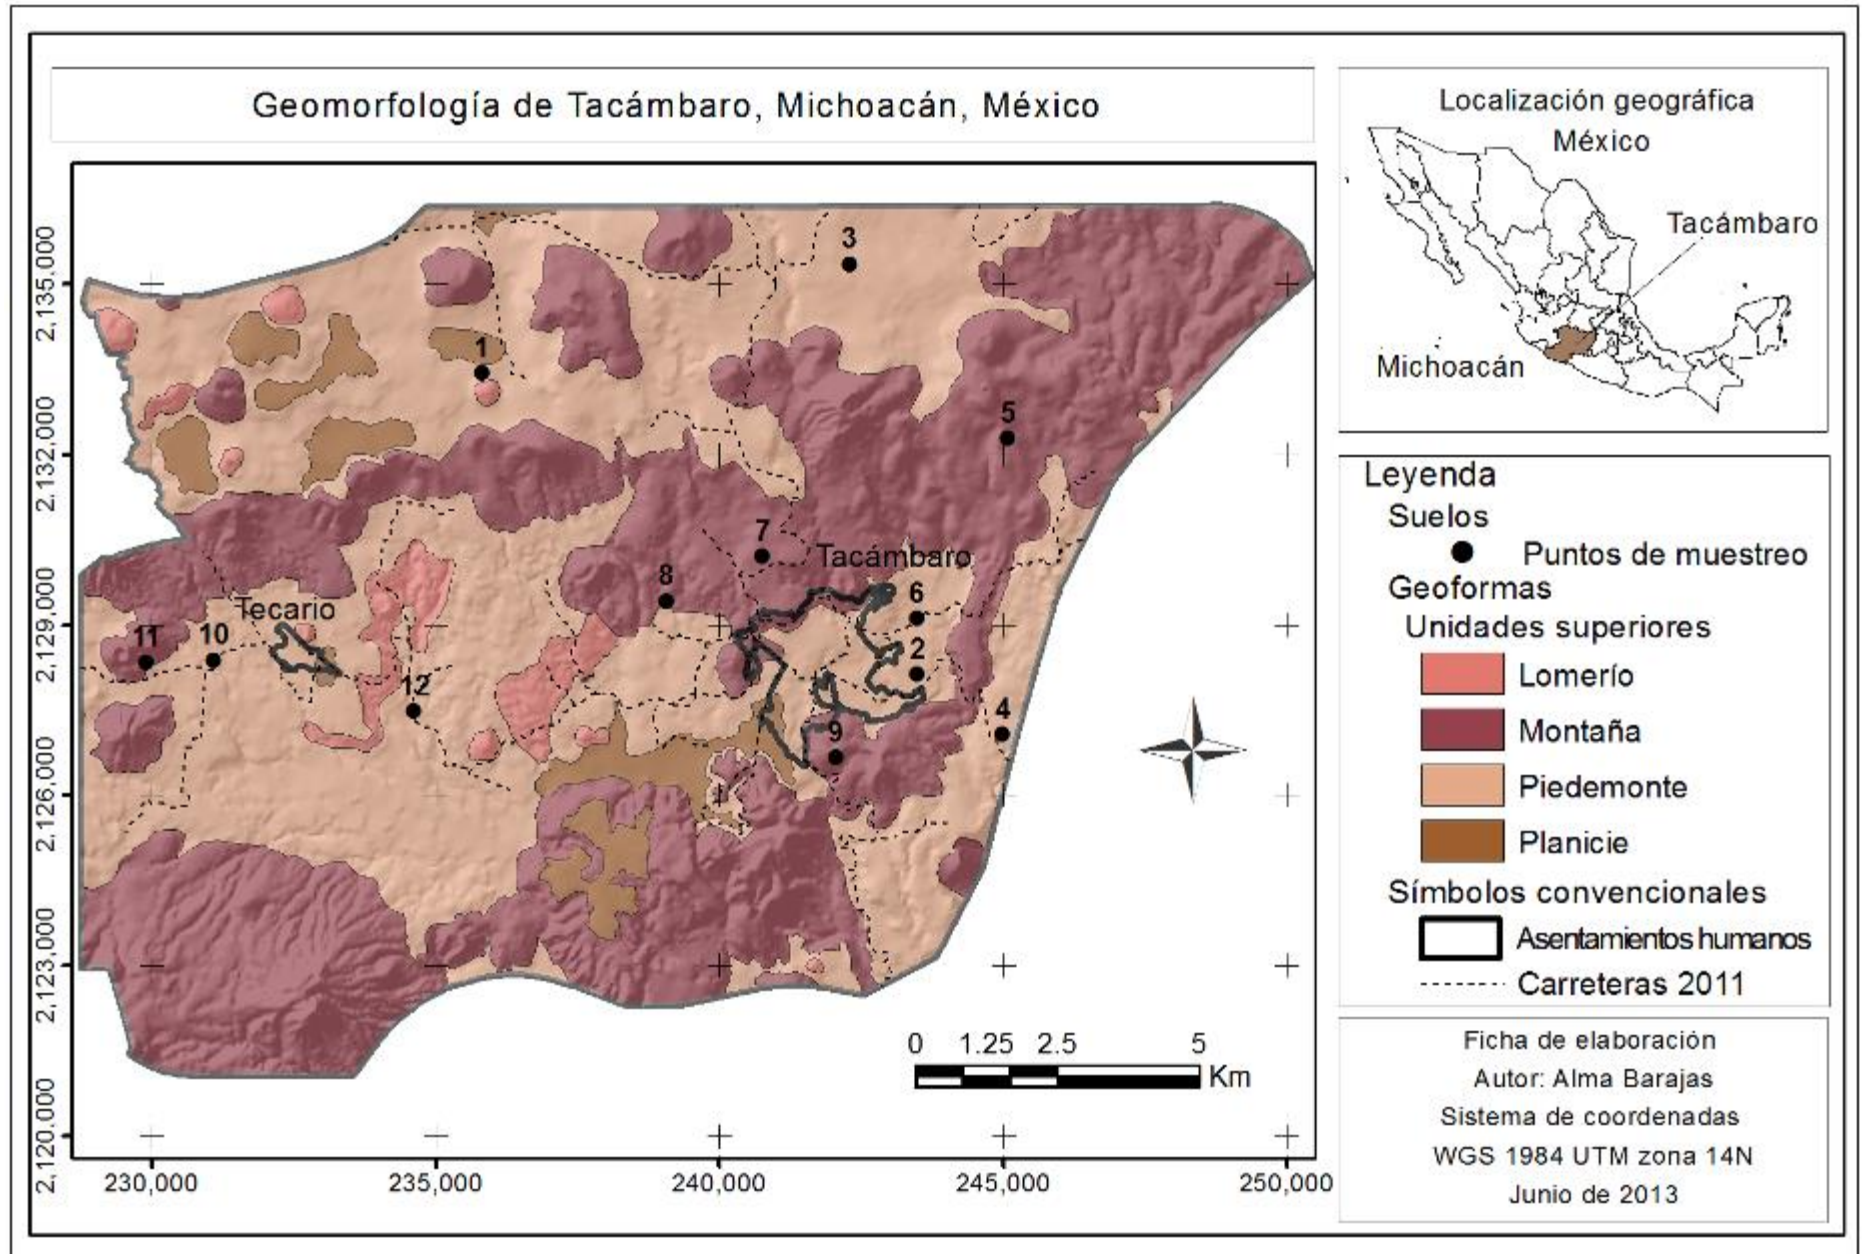 Geomorfología de Tacámbaro, Michoacán, México
2,135,000
2,132,000
2,129,000
2,126,000
2,123,000
2,120,000
230,000
235,000
240,000
245,000
250,000
3
1
5
7
Tacámbaro
8
6
Tecario
11
10
2
12
4
9
0 1.25 2.5 5
Km
Localización geográfica
México
Tacámbaro
Michoacán
Leyenda
Suelos
Puntos de muestreo
Geoformas
Unidades superiores
Lomerío
Montaña
Piedemonte
Planicie
Símbolos convencionales
Asentamientos humanos
Carreteras 2011
Ficha de elaboración
Autor: Alma Barajas
Sistema de coordenadas
WGS 1984 UTM zona 14N
Junio de 2013